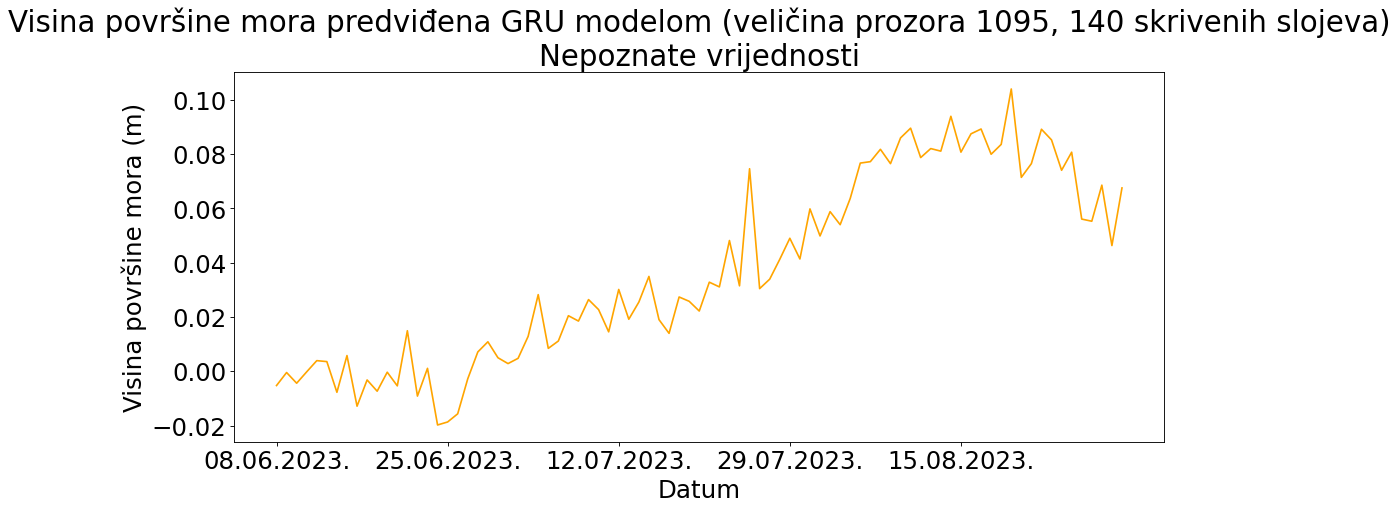 Visina površine mora predviđena GRU modelom (veličina prozora 1095, 140 skrivenih slojeva)
Nepoznate vrijednosti
Visina površine mora (m)
0.10
0.08
0.06
0.04
0.02
0.00
−0.02
08.06.2023. 25.06.2023. 12.07.2023. 29.07.2023. 15.08.2023.
Datum